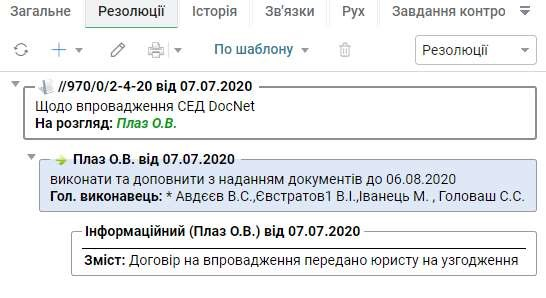 Загальне Резолюції Історія Зв'язки Рух Завдання контро
По шаблону Резолюції
//970/0/2-4-20 від 07.07.2020
Щодо впровадження СЕД DocNet
На розгляд: Плаз О.В.
Плаз О.В. від 07.07.2020
виконати та доповнити з наданням документів до 06.08.2020
Гол. виконавець: * Авдєєв В.С.,Євстратов1 В.І.,Іванець М. , Головаш С.С.
Інформаційний (Плаз О.В.) від 07.07.2020
Зміст: Договір на впровадження передано юристу на узгодження